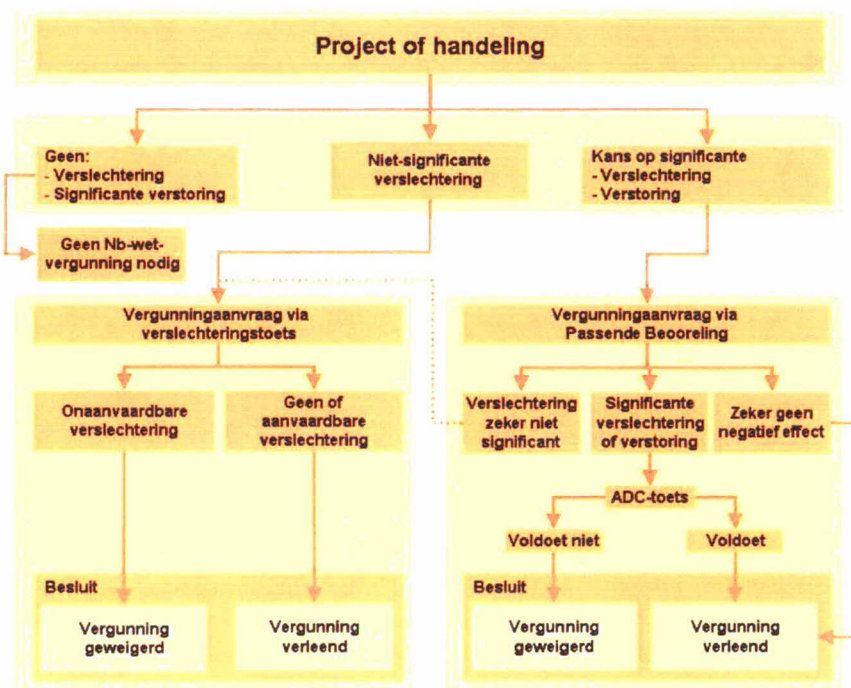 Project of handeling
Geen:
- Verslechtering
- Significante verstoring
Niet-significante
verslechtering
Kans op significante
- Verslechtering
- Verstoring
Geen Nb-wet-
vergunning nodig
Vergunningaanvraag via
verslechteringstoets
Vergunningaanvraag via
Passende Beooreling
Onaanvaardbare
verslechtering
Geen of
aanvaardbare
verslechtering
Verslechtering
zeker niet
significant
Significante
verslechtering
of verstoring
Zeker geen
negatief effect
ADC-toets
Voldoet niet
Voldoet
Besluit
Vergunning
geweigerd
Vergunning
verleend
Besluit
Vergunning
geweigerd
Vergunning
verleend